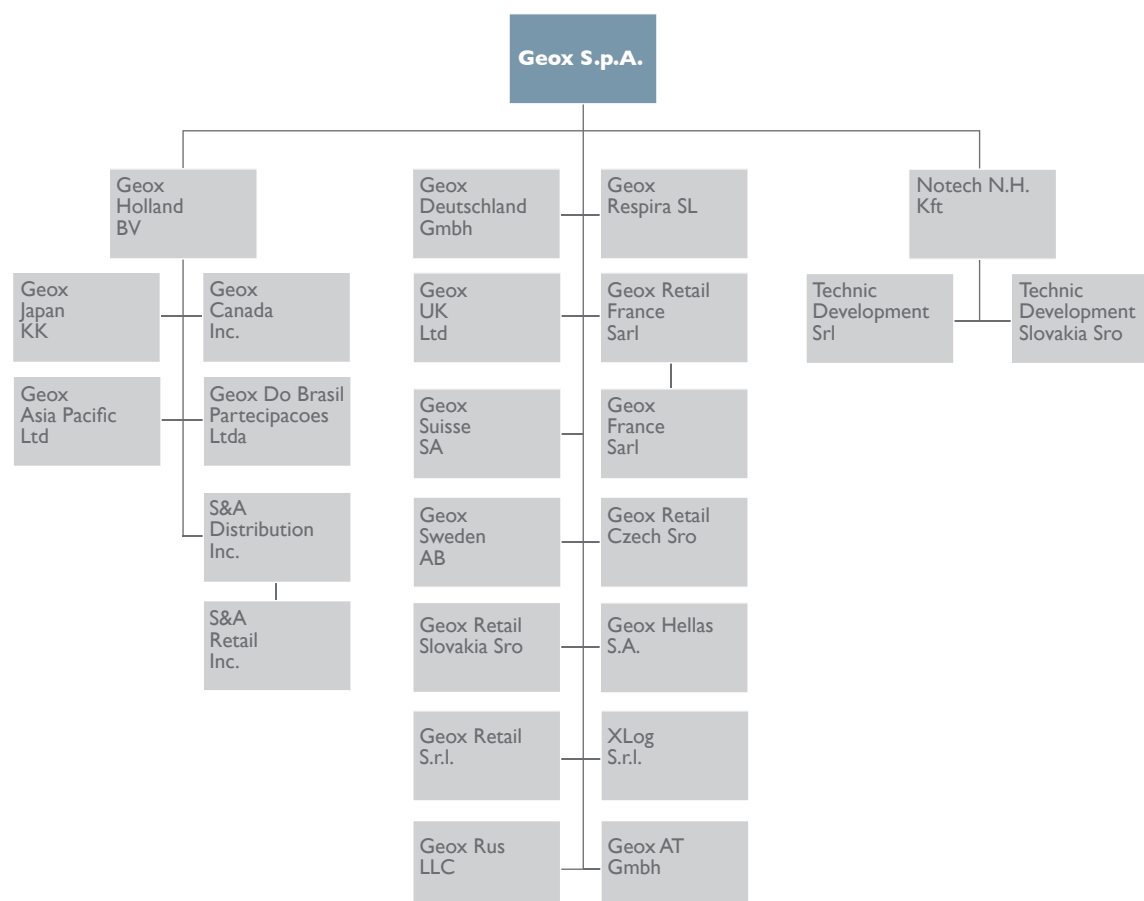 Geox S.p.A.
Geox
Holland
BV
Geox
Japan
KK
Geox
Canada
Inc.
Geox
Asia Pacific
Ltd
Geox Do Brasil
Partecipacoes
Ltda
S&A
Distribution
Inc.
S&A
Retail
Inc.
Geox
Deutschland
Gmbh
Geox
Respira SL
Geox
UK
Ltd
Geox Retail
France
Sarl
Geox
Suisse
SA
Geox
France
Sarl
Geox
Sweden
AB
Geox Retail
Czech Sro
Geox Retail
Slovakia Sro
Geox Hellas
S.A.
Geox Retail
S.r.l.
XLog
S.r.l.
Geox Rus
LLC
Geox AT
Gmbh
Notech N.H.
Kft
Technic
Development
Srl
Technic
Development
Slovakia Sro